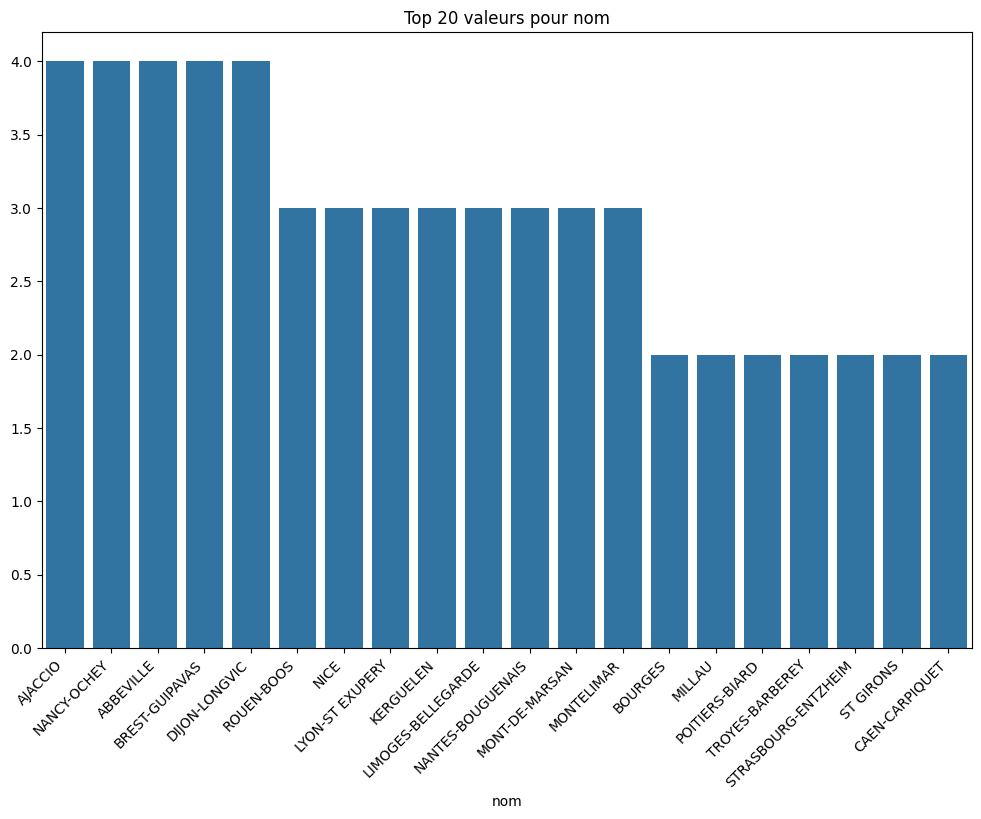 Top 20 valeurs pour nom
4.0
3.5
3.0
2.5
2.0
1.5
1.0
0.5
0.0
AJACCIO
NANCY-OCHEY
ABBEVILLE
BREST-GUIPAVAS
DIJON-LONGVIC
ROUEN-BOOS
NICE
LYON-ST EXUPERY
KERGUELEN
LIMOGES-BELLEGARDE
NANTES-BOUGUENAIS
MONT-DE-MARSAN
MONTELIMAR
BOURGES
MILLAU
POITIERS-BIARD
TROYES-BARBEREY
STRASBOURG-ENTZHEIM
ST GIRONS
CAEN-CARPIQUET
nom